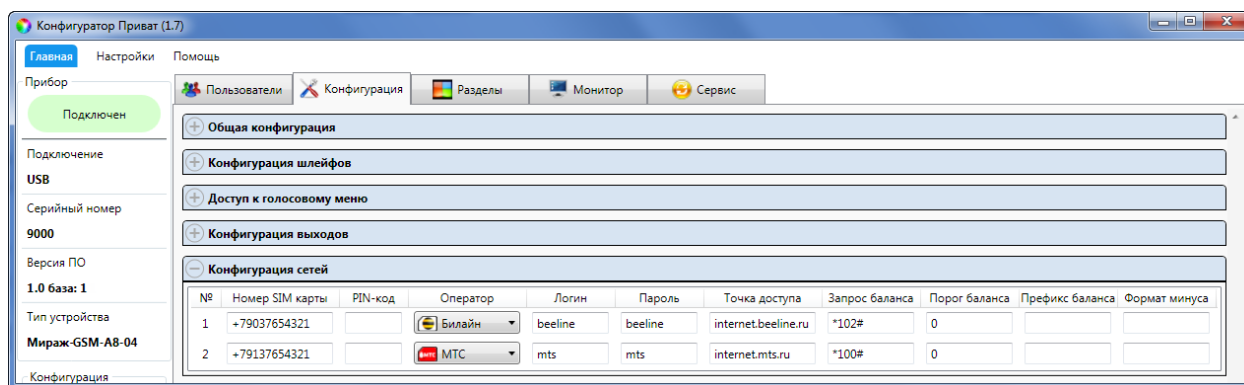 Конфигуратор Приват (1.7)
Главная Настройки Помощь
Прибор
Подключен
Подключение
USB
Серийный номер
9000
Версия ПО
1.0 база: 1
Тип устройства
Мираж-GSM-A8-04
Конфигурация
Пользователи Конфигурация Разделы Монитор Сервис
Общая конфигурация
Конфигурация шлейфов
Доступ к голосовому меню
Конфигурация выходов
Конфигурация сетей
№ Номер SIM карты PIN-код Оператор Логин Пароль Точка доступа Запрос баланса Порог баланса Префикс баланса Формат минуса
1 +79037654321 Билайн beeline beeline internet.beeline.ru *102# 0
2 +79137654321 МТС mts mts internet.mts.ru *100# 0